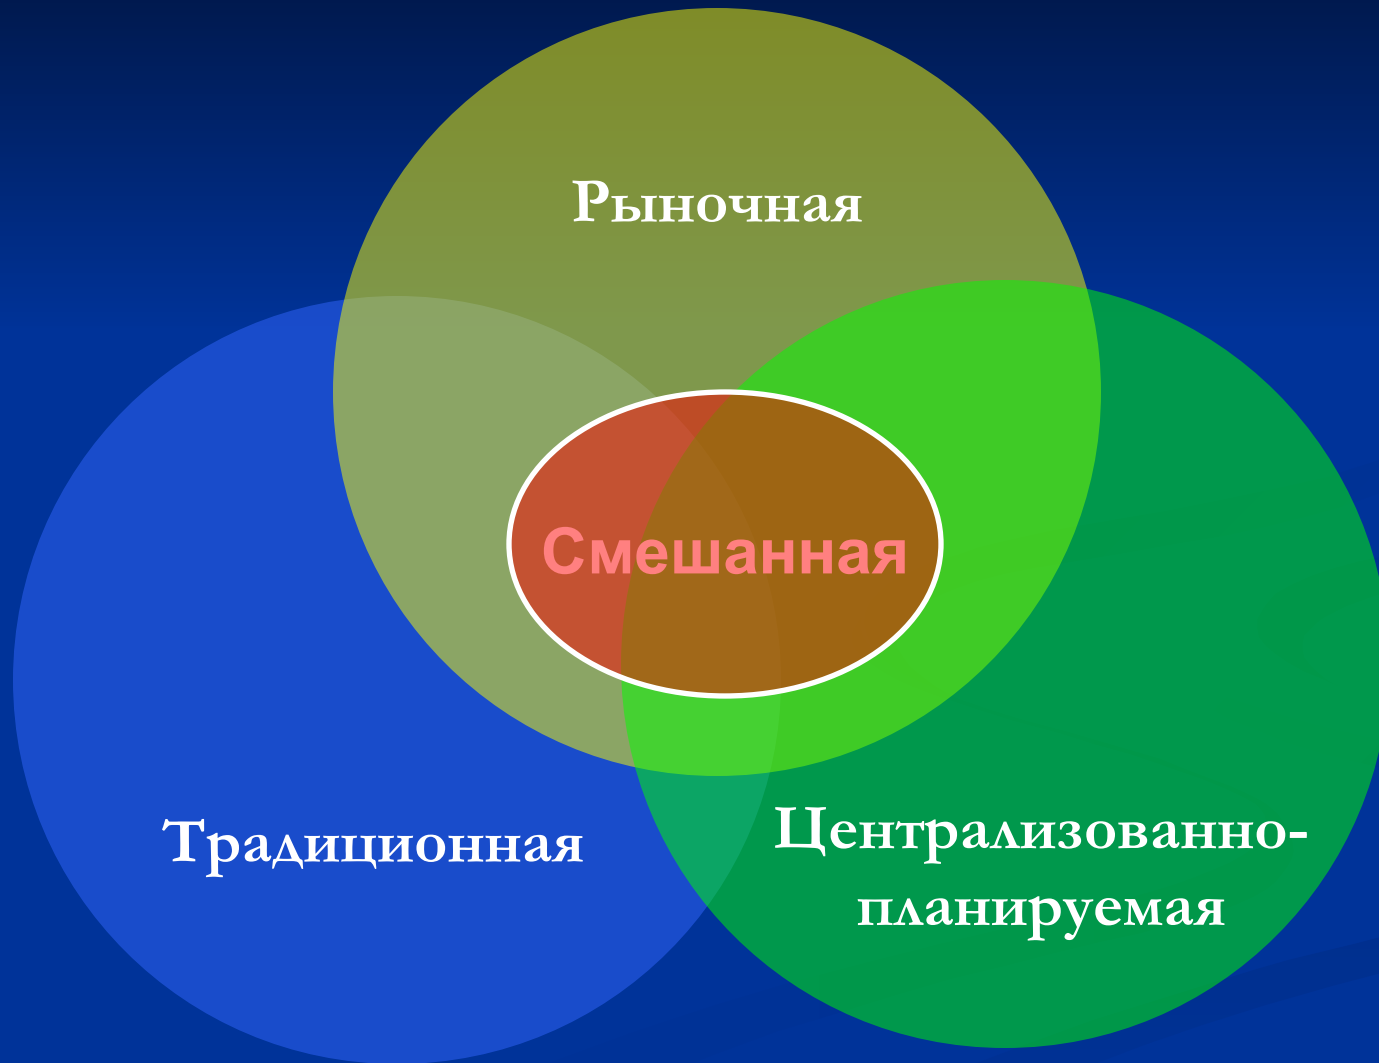 Рыночная
Смешанная
Традиционная
Централизованно-
планируемая